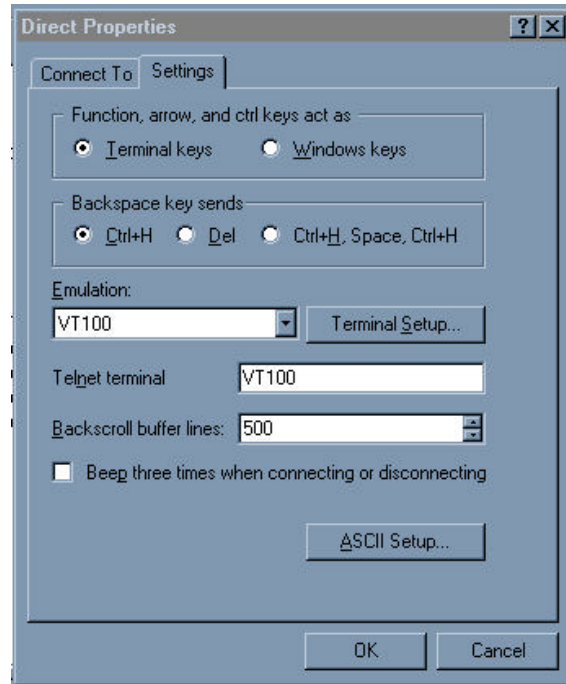 Direct Properties
Connect To Settings
Function, arrow, and ctrl keys act as
Terminal keys Windows keys
Backspace key sends
Ctrl+H Del Ctrl+H, Space, Ctrl+H
Emulation:
VT100 Terminal Setup...
Telnet terminal VT100
Backscroll buffer lines: 500
Beep three times when connecting or disconnecting
ASCII Setup...
OK Cancel